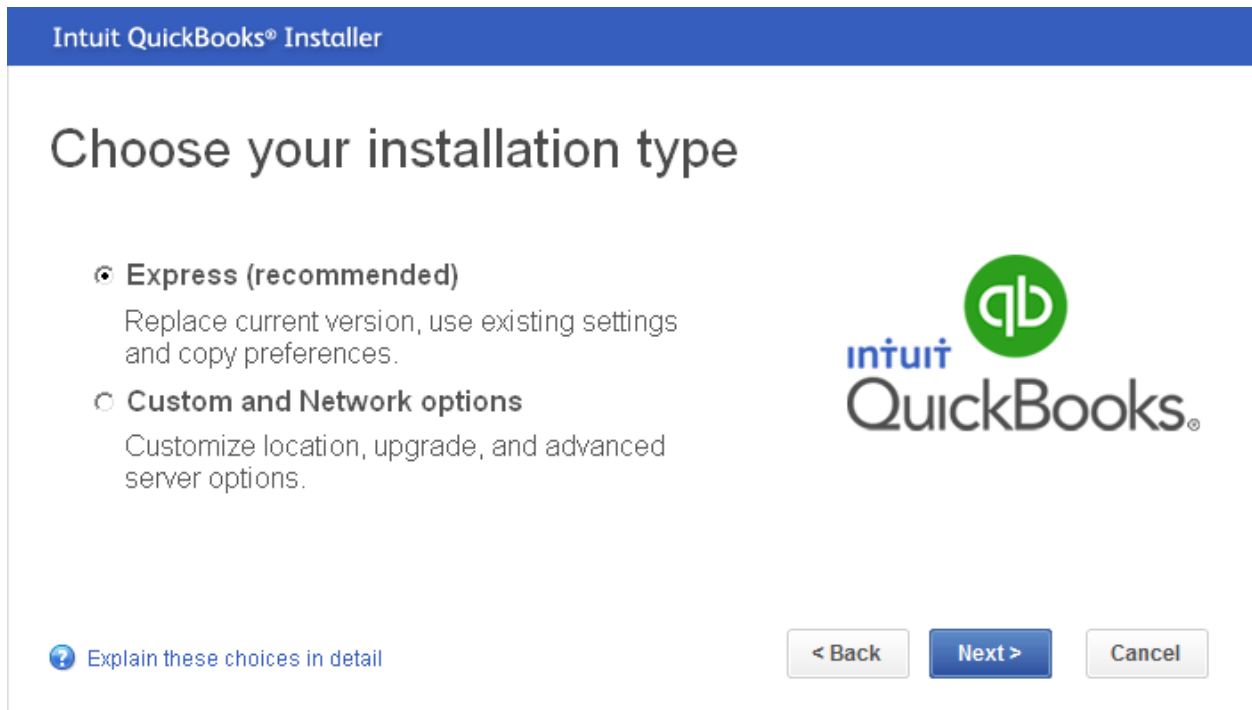 Intuit QuickBooks® Installer
Choose your installation type
Express (recommended)
Replace current version, use existing settings
and copy preferences.
Custom and Network options
Customize location, upgrade, and advanced
server options.
qb
intuit
QuickBooks®
Explain these choices in detail
< Back
Next >
Cancel